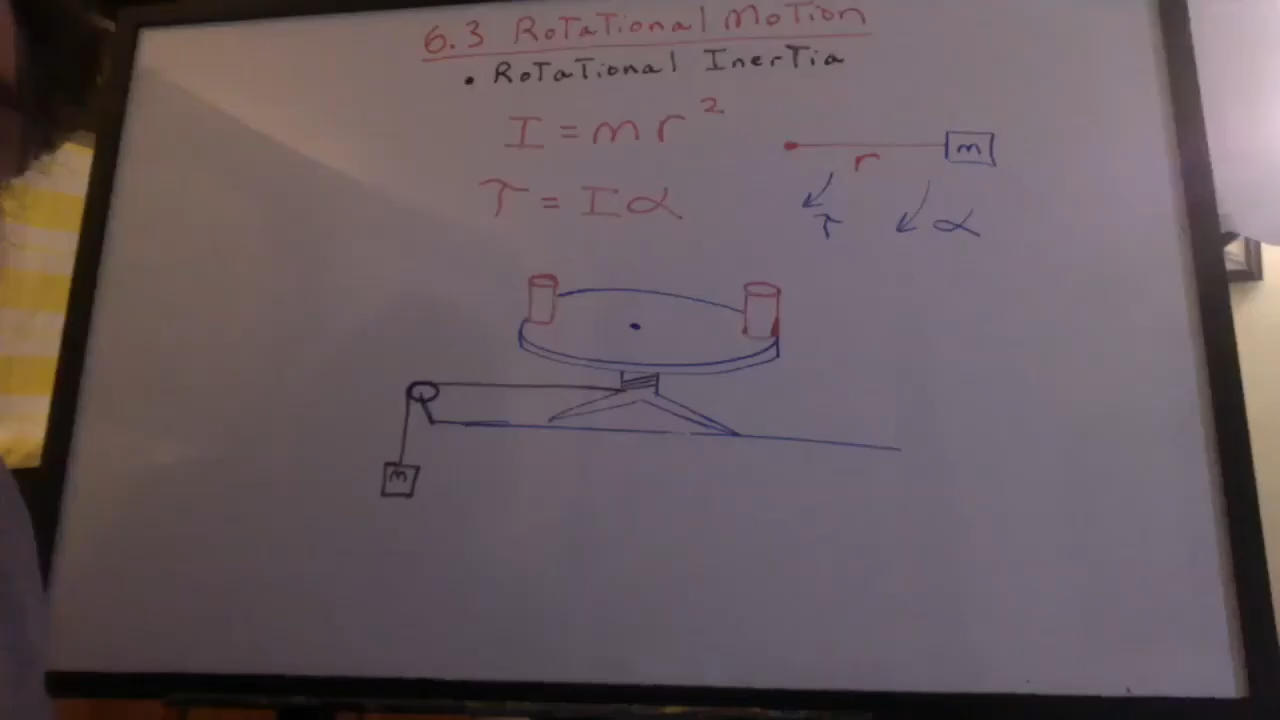 6.3 Rotational Motion
• Rotational Inertia
I = mr²
r m
τ = Iα
τ α
m